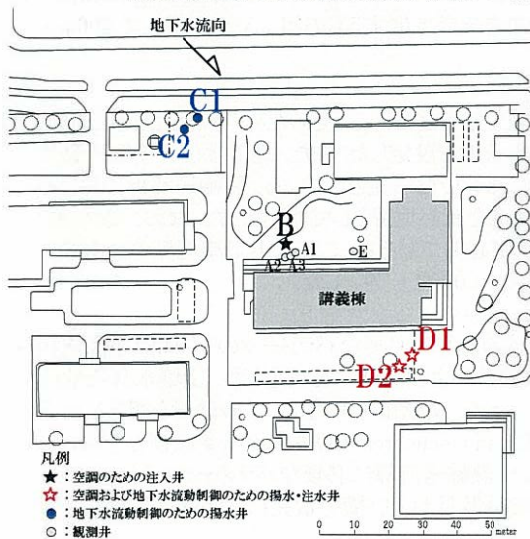 地下水流向
C1
C2
B
A1
A2 A3
E
講義棟
D1
D2
凡例
★：空調のための注入井
☆：空調および地下水流動制御のための揚水・注水井
●：地下水流動制御のための揚水井
○：観測井
0 10 20 30 40 50
meter